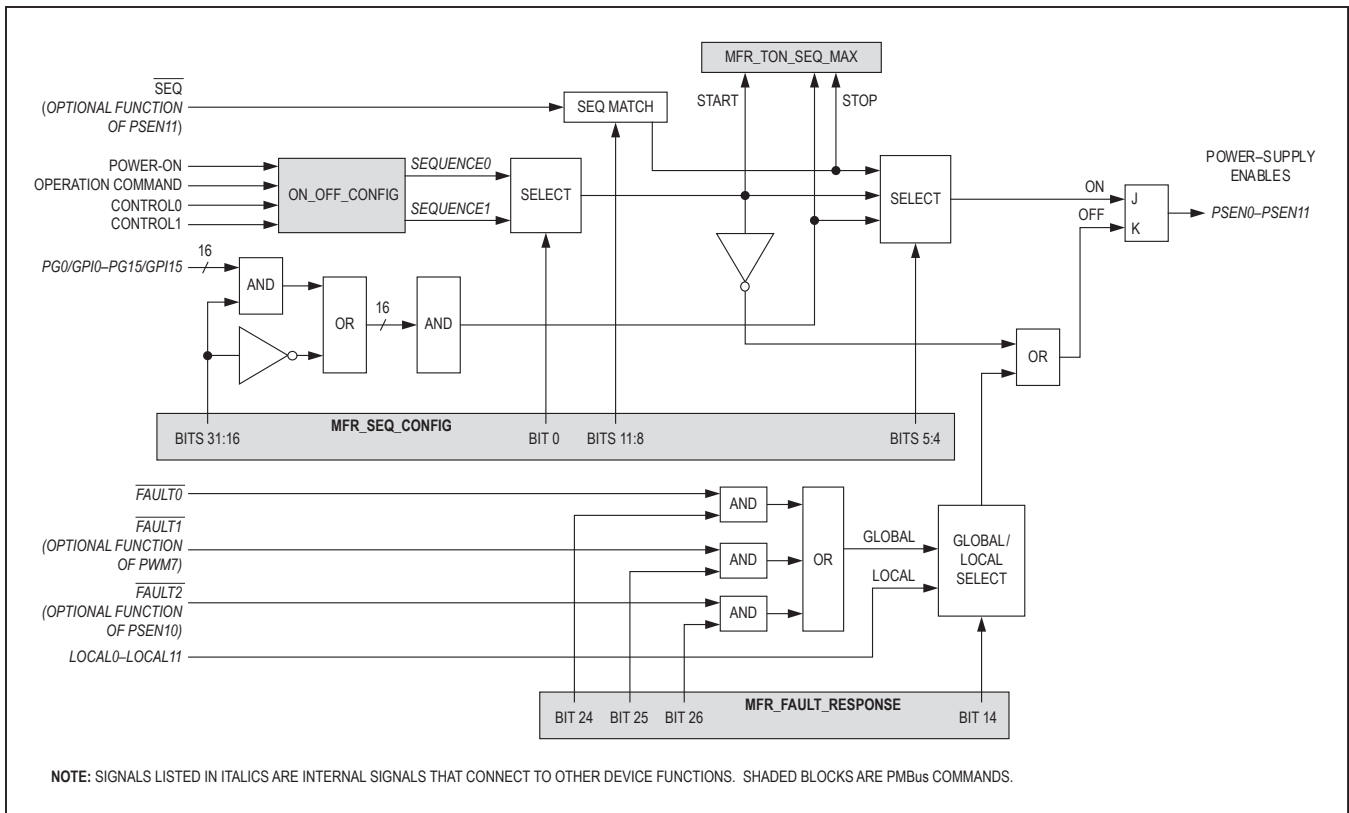 MFR_TON_SEQ_MAX
SEQ
(OPTIONAL FUNCTION
OF PSEN11)
SEQ MATCH
START
STOP
POWER-ON
OPERATION COMMAND
CONTROL0
CONTROL1
ON_OFF_CONFIG
SEQUENCE0
SEQUENCE1
SELECT
SELECT
POWER–SUPPLY
ENABLES
ON
OFF
J
K
PSEN0–PSEN11
16
PG0/GPI0–PG15/GPI15
AND
OR
16
AND
OR
BITS 31:16
MFR_SEQ_CONFIG
BIT 0
BITS 11:8
BITS 5:4
FAULT0
FAULT1
(OPTIONAL FUNCTION
OF PWM7)
FAULT2
(OPTIONAL FUNCTION
OF PSEN10)
LOCAL0–LOCAL11
AND
AND
AND
OR
GLOBAL
LOCAL
GLOBAL/
LOCAL
SELECT
BIT 24
BIT 25
BIT 26
MFR_FAULT_RESPONSE
BIT 14
NOTE: SIGNALS LISTED IN ITALICS ARE INTERNAL SIGNALS THAT CONNECT TO OTHER DEVICE FUNCTIONS. SHADED BLOCKS ARE PMBus COMMANDS.